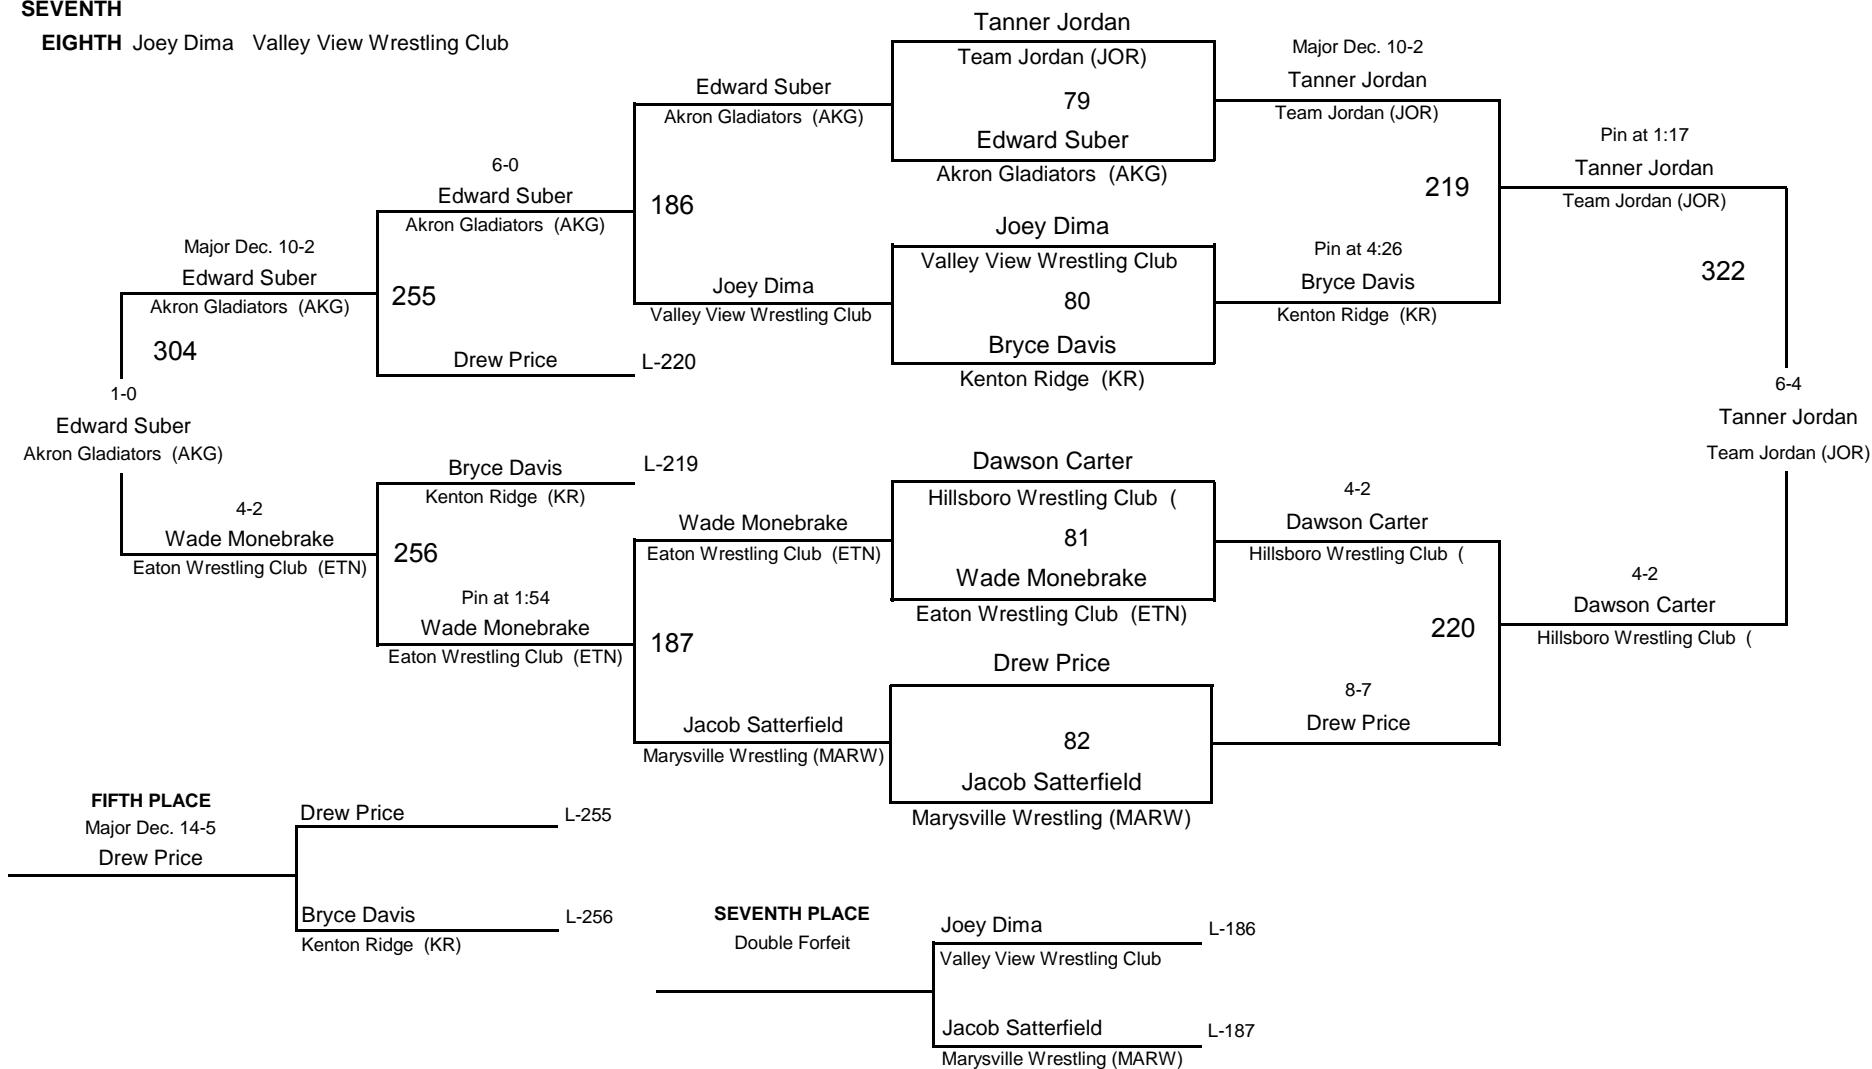 SEVENTH
EIGHTH Joey Dima Valley View Wrestling Club
Tanner Jordan
Team Jordan (JOR)
79
Edward Suber
Akron Gladiators (AKG)
Joey Dima
Valley View Wrestling Club
80
Bryce Davis
Kenton Ridge (KR)
Dawson Carter
Hillsboro Wrestling Club (
81
Wade Monebrake
Eaton Wrestling Club (ETN)
Drew Price
82
Jacob Satterfield
Marysville Wrestling (MARW)
Major Dec. 10-2
Tanner Jordan
Team Jordan (JOR)
219
Pin at 4:26
Bryce Davis
Kenton Ridge (KR)
4-2
Dawson Carter
Hillsboro Wrestling Club (
220
8-7
Drew Price
Pin at 1:17
Tanner Jordan
Team Jordan (JOR)
322
4-2
Dawson Carter
Hillsboro Wrestling Club (
6-4
Tanner Jordan
Team Jordan (JOR)
Edward Suber
Akron Gladiators (AKG)
186
Joey Dima
Valley View Wrestling Club
Wade Monebrake
Eaton Wrestling Club (ETN)
187
Jacob Satterfield
Marysville Wrestling (MARW)
6-0
Edward Suber
Akron Gladiators (AKG)
255
Drew Price
L-220
Bryce Davis
L-219
Kenton Ridge (KR)
256
Pin at 1:54
Wade Monebrake
Eaton Wrestling Club (ETN)
Major Dec. 10-2
Edward Suber
Akron Gladiators (AKG)
304
4-2
Wade Monebrake
Eaton Wrestling Club (ETN)
1-0
Edward Suber
Akron Gladiators (AKG)
FIFTH PLACE
Major Dec. 14-5
Drew Price
Drew Price
L-255
Bryce Davis
L-256
Kenton Ridge (KR)
SEVENTH PLACE
Double Forfeit
Joey Dima
L-186
Valley View Wrestling Club
Jacob Satterfield
L-187
Marysville Wrestling (MARW)